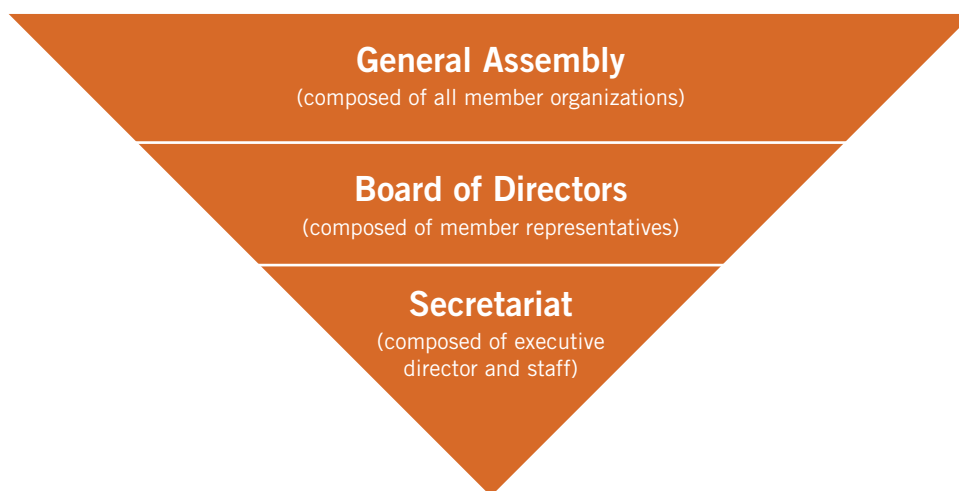 General Assembly
(composed of all member organizations)
Board of Directors
(composed of member representatives)
Secretariat
(composed of executive
director and staff)